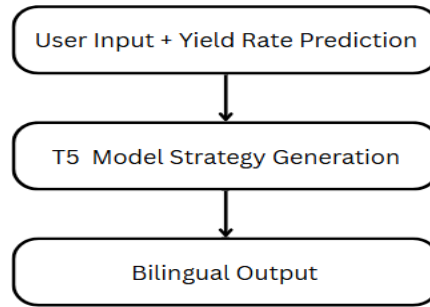 User Input + Yield Rate Prediction
T5 Model Strategy Generation
Bilingual Output